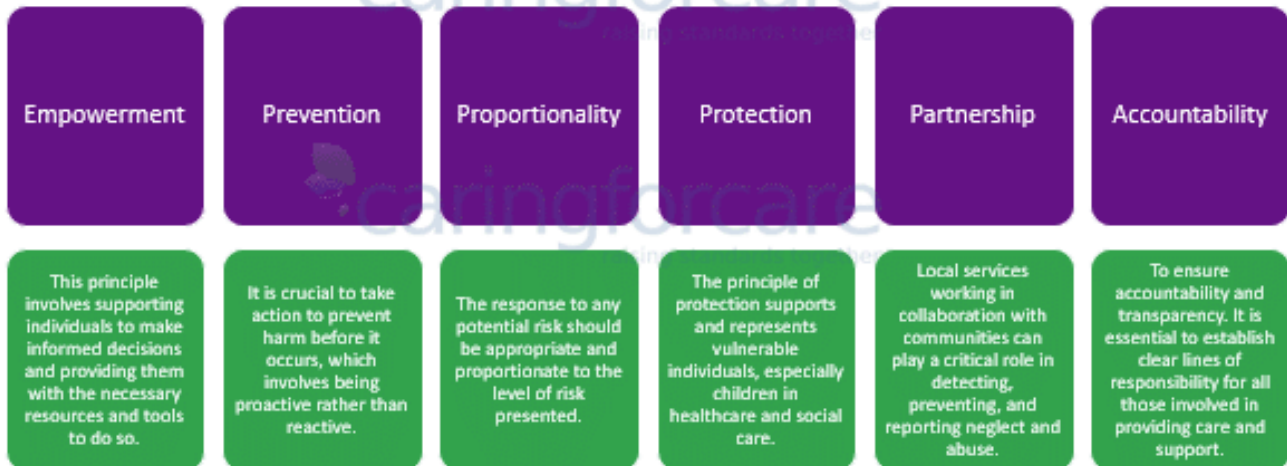 caringforcare
raising standards together
Empowerment
Prevention
Proportionality
Protection
Partnership
Accountability
caringforcare
raising standards together
This principle
involves supporting
individuals to make
informed decisions
and providing them
with the necessary
resources and tools
to do so.
It is crucial to take
action to prevent
harm before it
occurs, which
involves being
proactive rather than
reactive.
The response to any
potential risk should
be appropriate and
proportionate to the
level of risk
presented.
The principle of
protection supports
and represents
vulnerable
individuals, especially
children in
healthcare and social
care.
Local services
working in
collaboration with
communities can
play a critical role in
detecting,
preventing, and
reporting neglect and
abuse.
To ensure
accountability and
transparency. It is
essential to establish
clear lines of
responsibility for all
those involved in
providing care and
support.